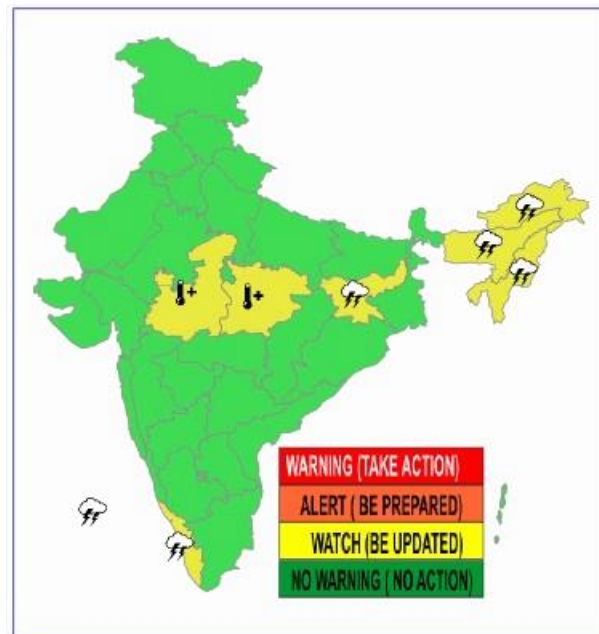 WARNING (TAKE ACTION)
ALERT ( BE PREPARED)
WATCH (BE UPDATED)
NO WARNING ( NO ACTION)